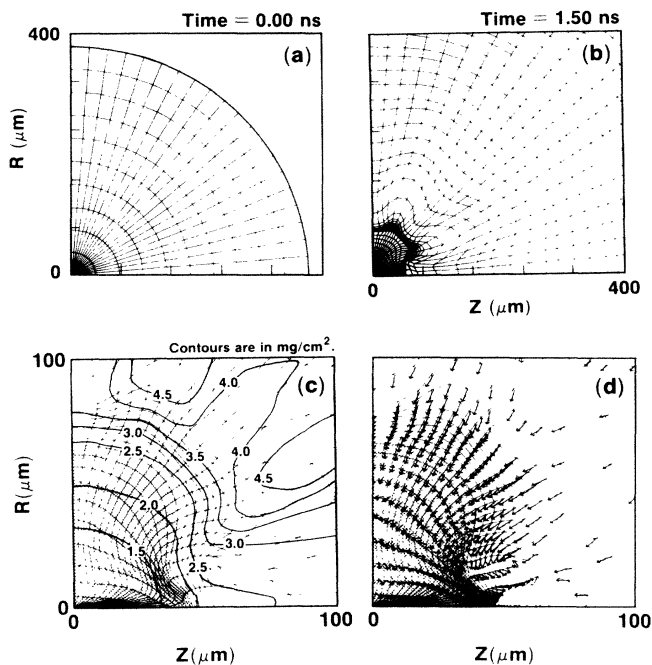 Time = 0.00 ns
Time = 1.50 ns
400
(a)
(b)
R (μm)
0
0
400
Z (μm)
Contours are in mg/cm².
100
(c)
(d)
4.5
4.0
3.0
2.5
3.5
4.0
4.5
2.0
3.0
1.5
2.5
R(μm)
0
0
100
100
0
Z(μm)
Z(μm)